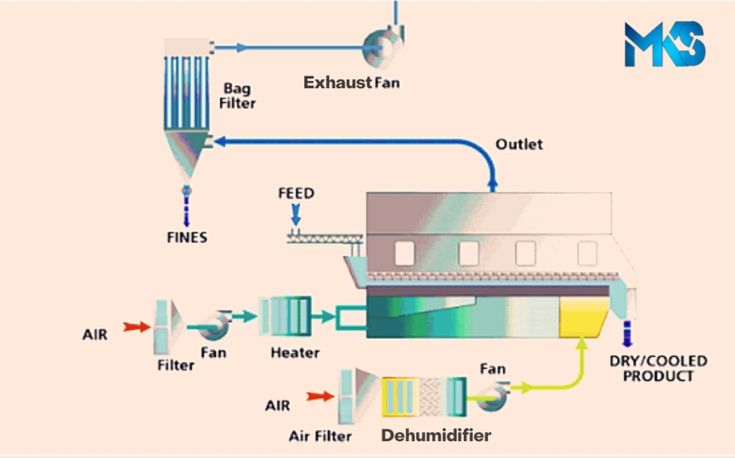 MKS
Exhaust Fan
Bag
Filter
Outlet
FEED
FINES
AIR
Filter
Fan
Heater
Fan
DRY/COOLED
PRODUCT
AIR
Air Filter
Dehumidifier